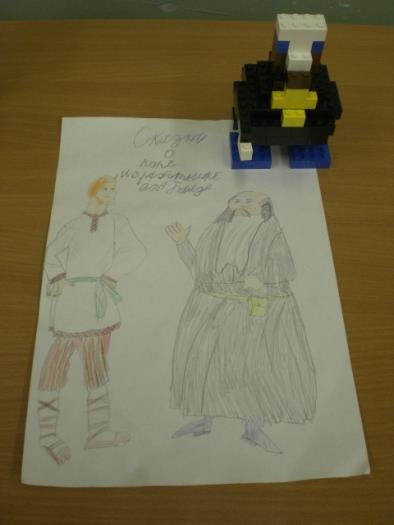 Сказка
о
попе
и работнике
его Балде